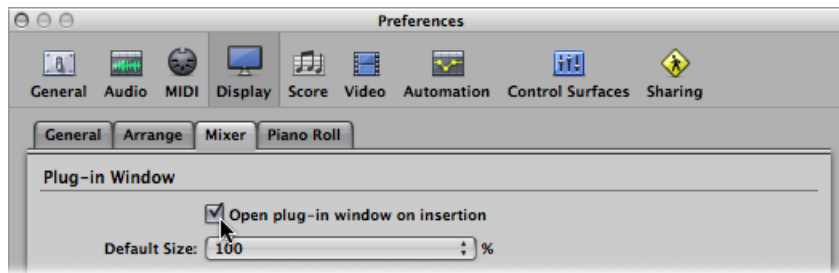 Preferences
General Audio MIDI Display Score Video Automation Control Surfaces Sharing
General Arrange Mixer Piano Roll
Plug-in Window
Open plug-in window on insertion
Default Size: 100 %